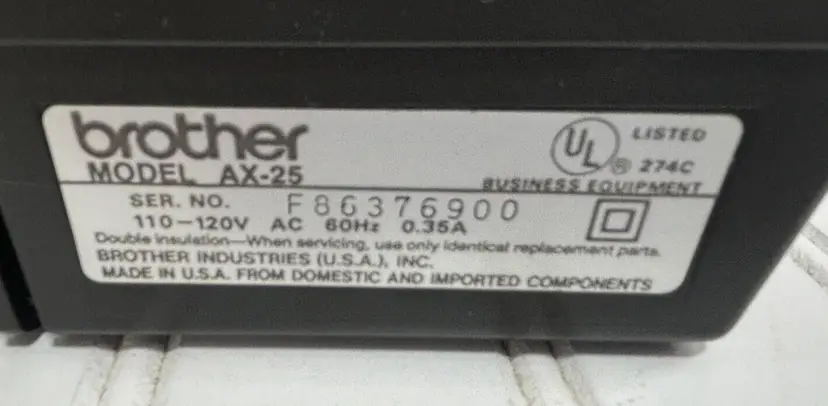 brother
MODEL AX-25
UL ® LISTED
274C
BUSINESS EQUIPMENT
SER. NO. F86376900
110-120V AC 60Hz 0.35A
Double insulation—When servicing, use only identical replacement parts.
BROTHER INDUSTRIES (U.S.A.), INC.
MADE IN U.S.A. FROM DOMESTIC AND IMPORTED COMPONENTS